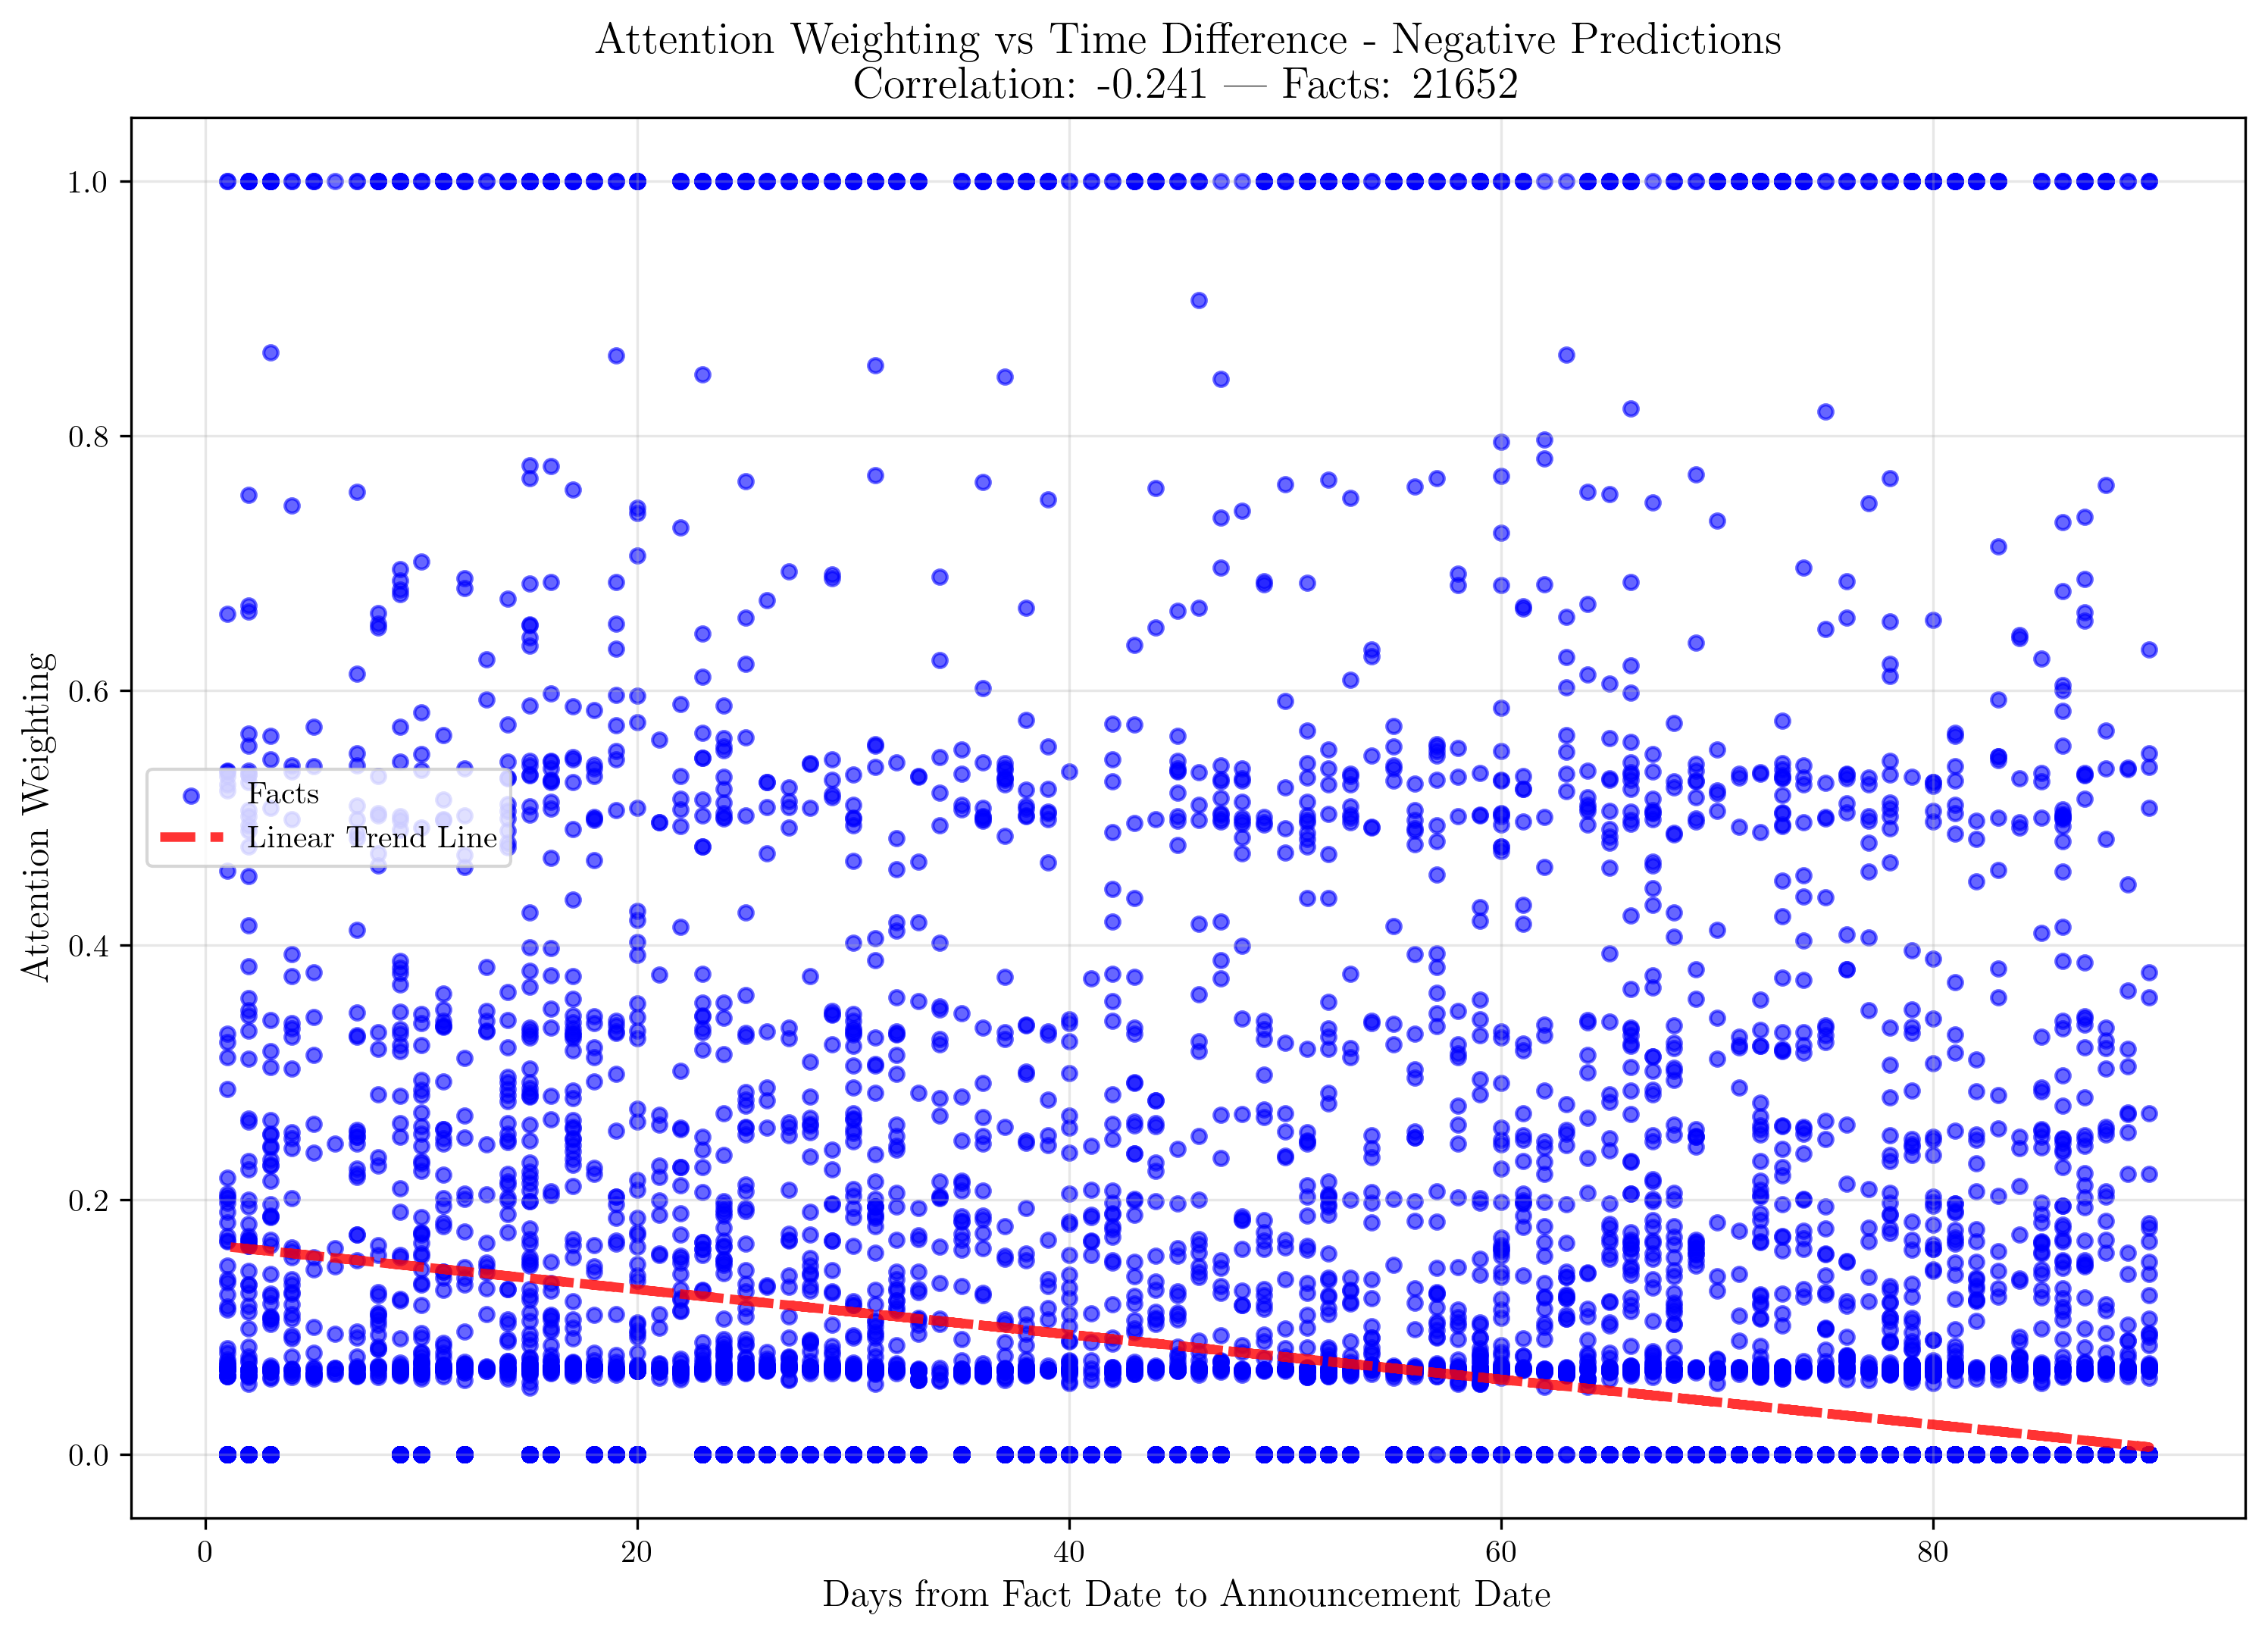 Attention Weighting vs Time Difference - Negative Predictions
Correlation: -0.241 — Facts: 21652
1.0
0.8
0.6
0.4
0.2
0.0
Attention Weighting
Facts
Linear Trend Line
0
20
40
60
80
Days from Fact Date to Announcement Date